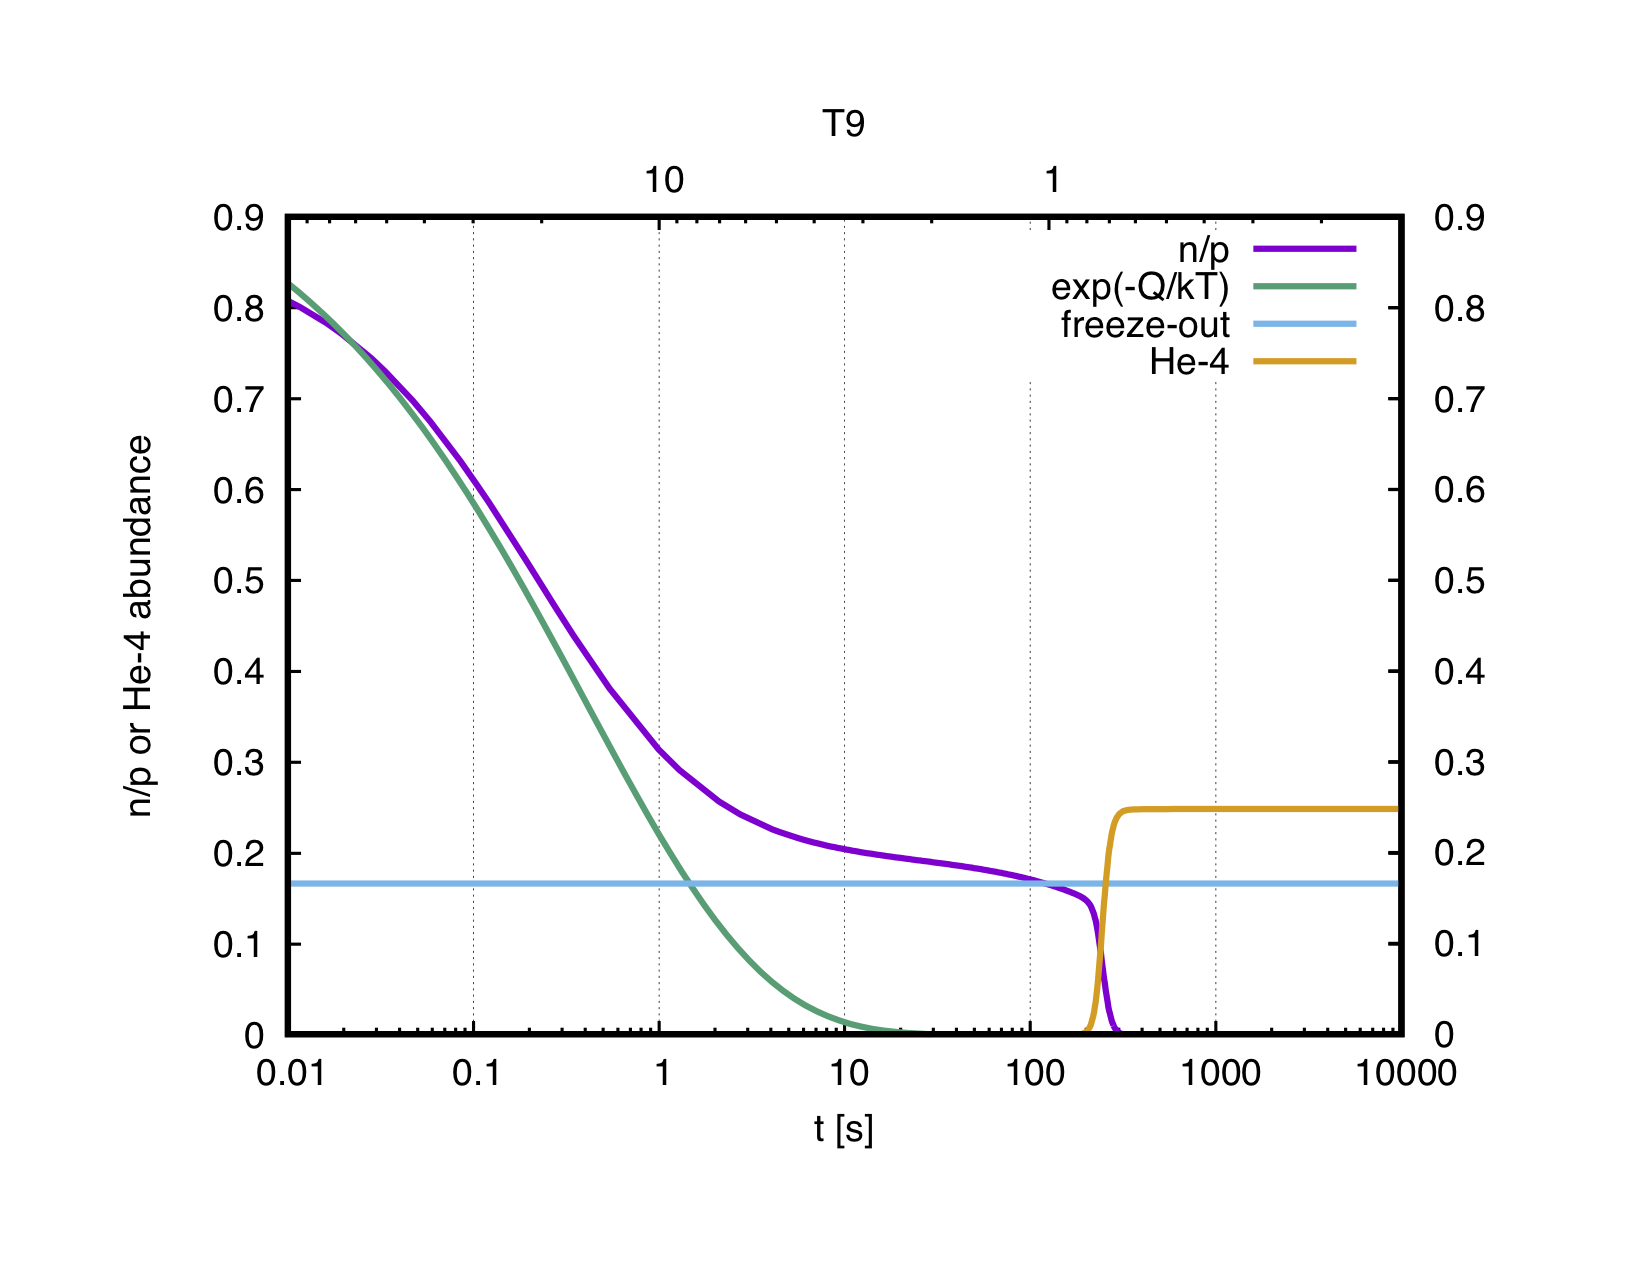 T9
10 1
0.9 0.9
n/p
exp(-Q/kT)
freeze-out
He-4
0.8 0.8
0.7 0.7
0.6 0.6
0.5 0.5
0.4 0.4
0.3 0.3
0.2 0.2
0.1 0.1
0 0
n/p or He-4 abundance
0.01 0.1 1 10 100 1000 10000
t [s]